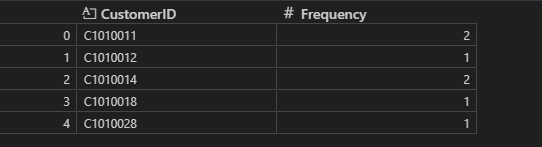 CustomerID # Frequency
0 C1010011 2
1 C1010012 1
2 C1010014 2
3 C1010018 1
4 C1010028 1